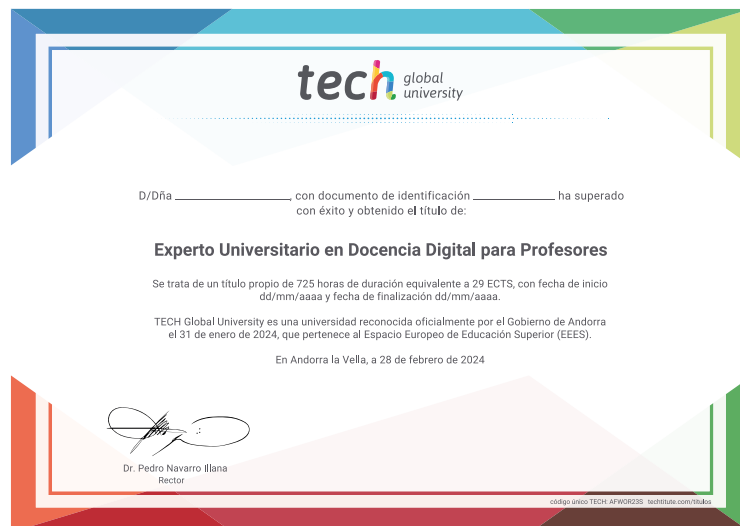 tech global university
D/Dña ____________________, con documento de identificación ______________ ha superado
con éxito y obtenido el título de:
Experto Universitario en Docencia Digital para Profesores
Se trata de un título propio de 725 horas de duración equivalente a 29 ECTS, con fecha de inicio
dd/mm/aaaa y fecha de finalización dd/mm/aaaa.
TECH Global University es una universidad reconocida oficialmente por el Gobierno de Andorra
el 31 de enero de 2024, que pertenece al Espacio Europeo de Educación Superior (EEES).
En Andorra la Vella, a 28 de febrero de 2024
Dr. Pedro Navarro Illana
Rector
código único TECH: AFWOR23S techtitute.com/titulos